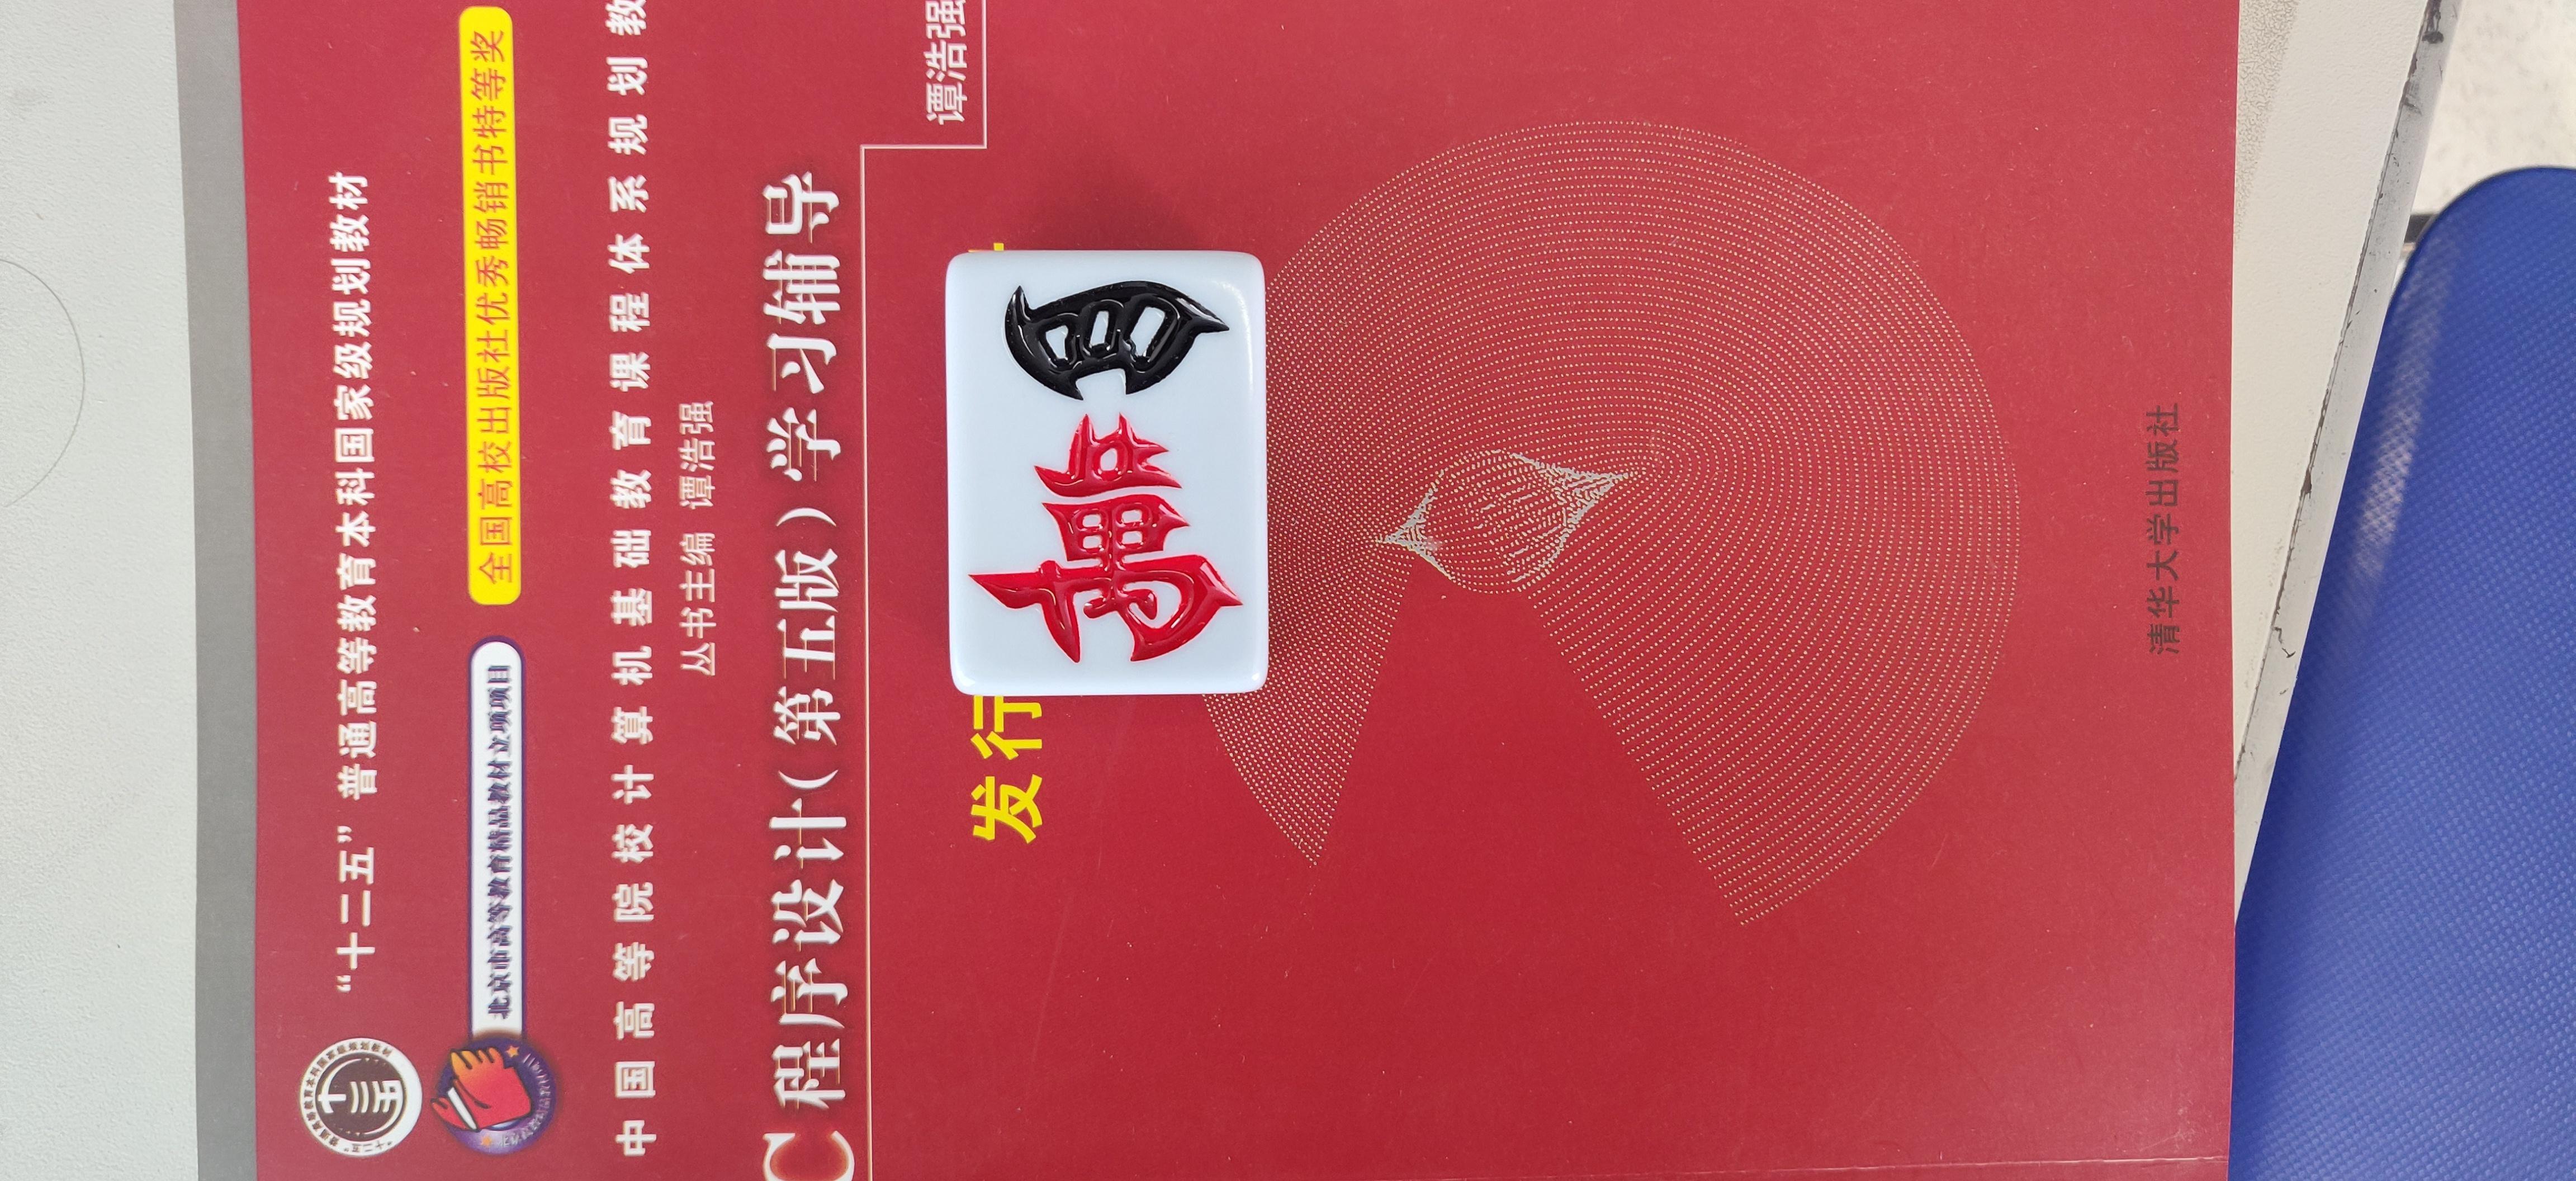 “十二五”普通高等教育本科国家级规划教材
北京市高等教育精品教材立项项目
全国高校出版社优秀畅销书特等奖
中国高等院校计算机基础教育课程体系规划教
丛书主编 谭浩强
C程序设计(第五版)学习辅导
谭浩强
发行
四
萬
清华大学出版社